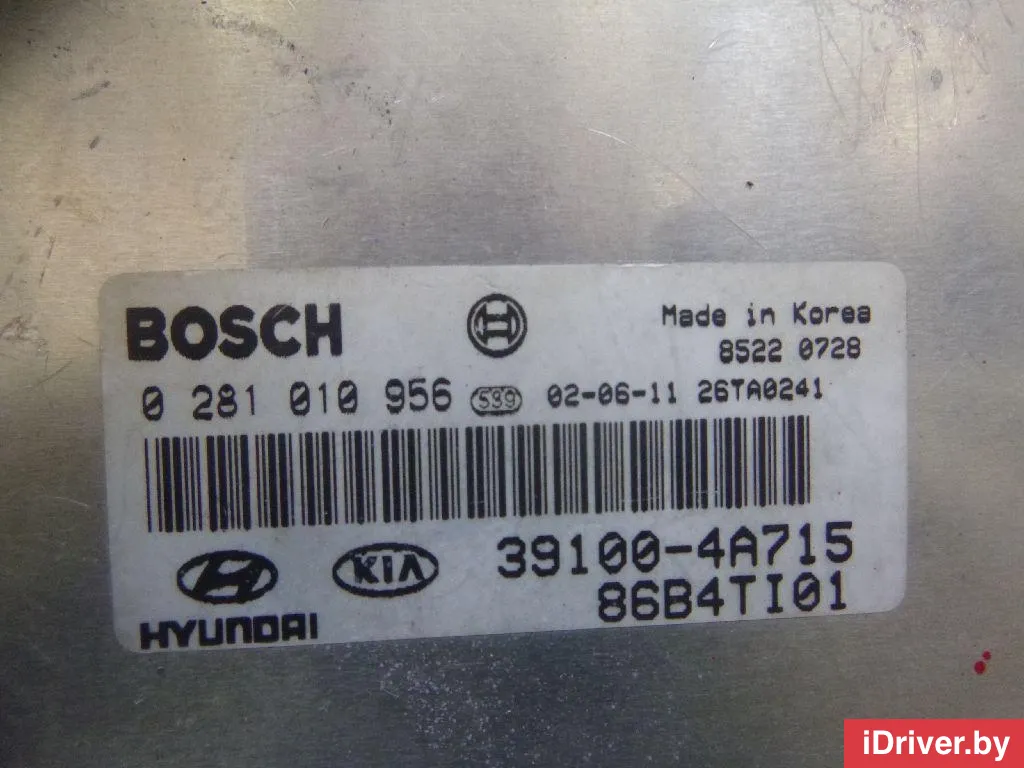 BOSCH
Made in Korea
8522 0728
0 281 010 956 539 02-06-11 26TA0241
39100-4A715
KIA
86B4TI01
HYUNDAI
iDriver.by